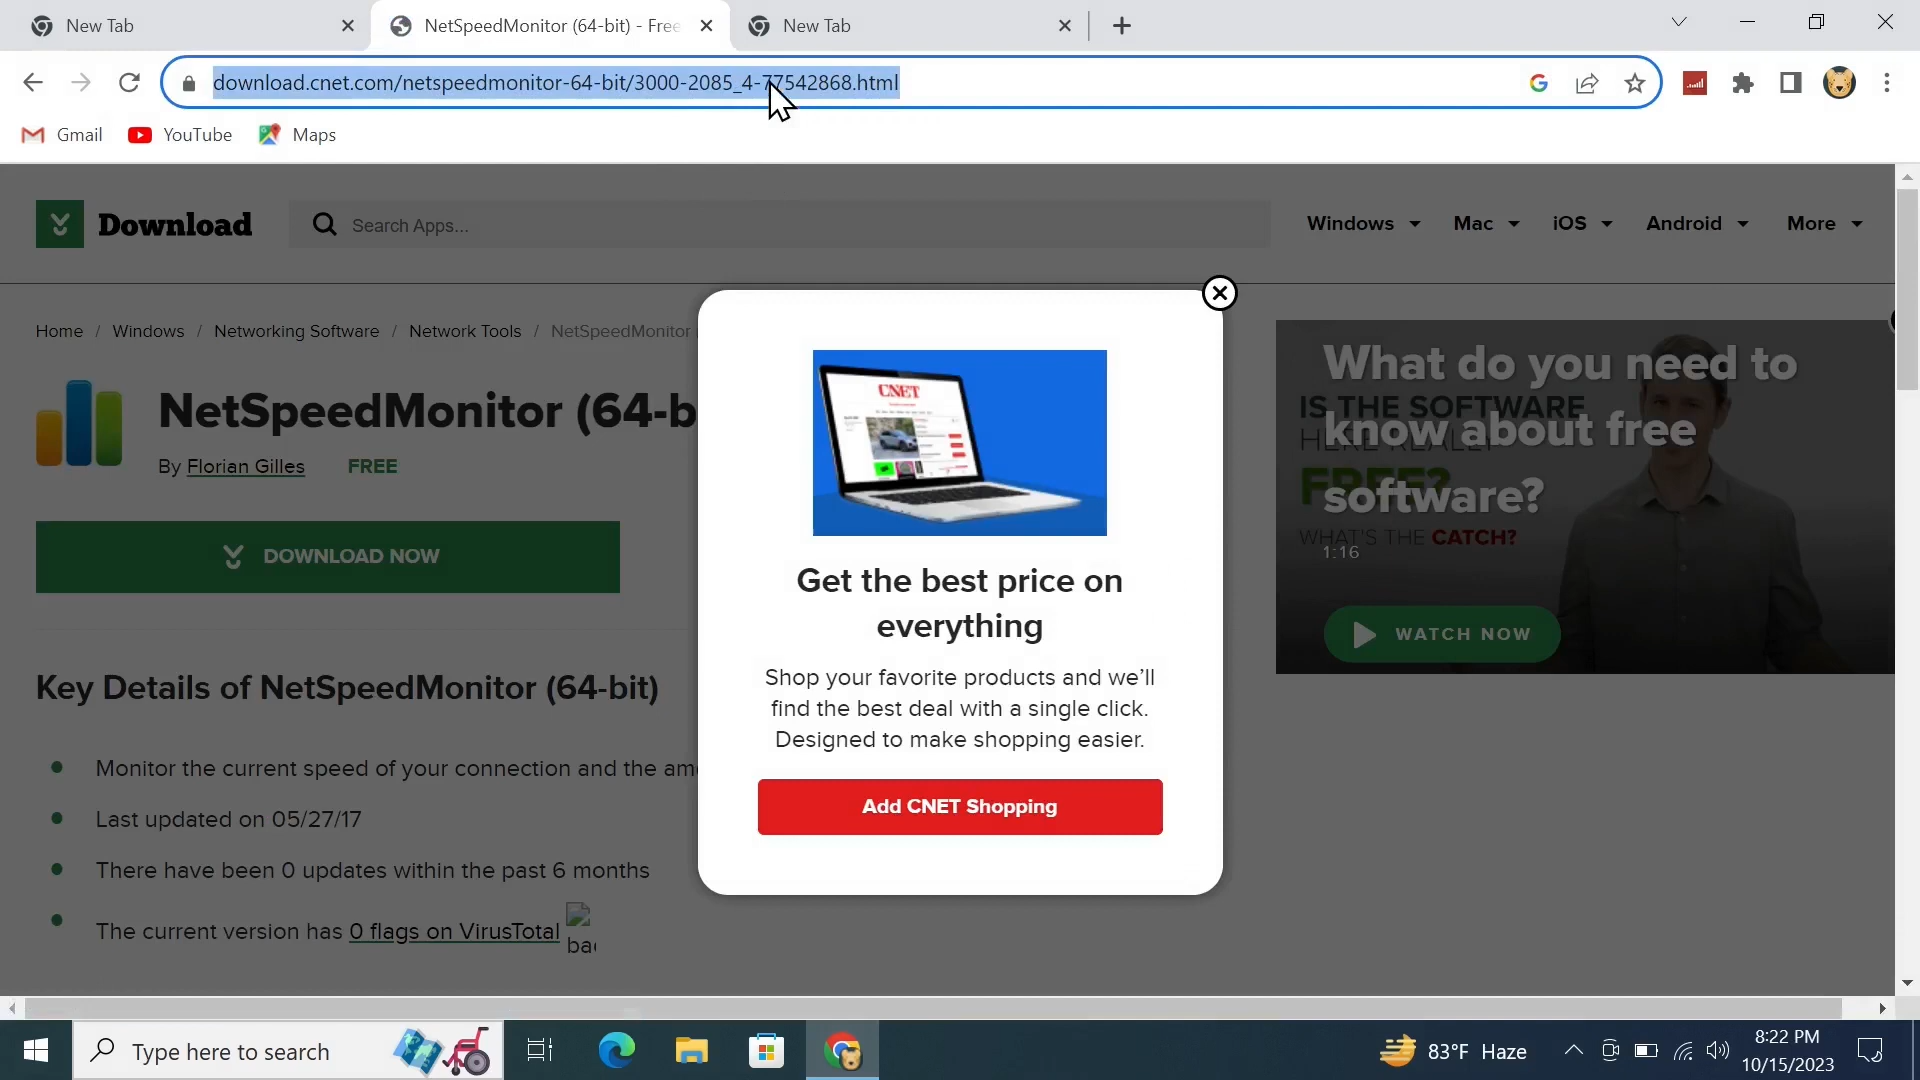 New Tab
NetSpeedMonitor (64-bit) - Free
New Tab
download.cnet.com/netspeedmonitor-64-bit/3000-2085_4-77542868.html
Gmail
YouTube
Maps
Download
Search Apps...
Windows
Mac
iOS
Android
More
Home / Windows / Networking Software / Network Tools / NetSpeedMonitor
NetSpeedMonitor (64-b
By Florian Gilles
FREE
DOWNLOAD NOW
Key Details of NetSpeedMonitor (64-bit)
Monitor the current speed of your connection and the am
Last updated on 05/27/17
There have been 0 updates within the past 6 months
The current version has 0 flags on VirusTotal
CNET
Get the best price on
everything
Shop your favorite products and we'll
find the best deal with a single click.
Designed to make shopping easier.
Add CNET Shopping
What do you need to
know about free
software?
IS THE SOFTWARE
HERE REALLY
FREE?
WHAT'S THE CATCH?
1:16
WATCH NOW
Type here to search
83°F Haze
8:22 PM
10/15/2023